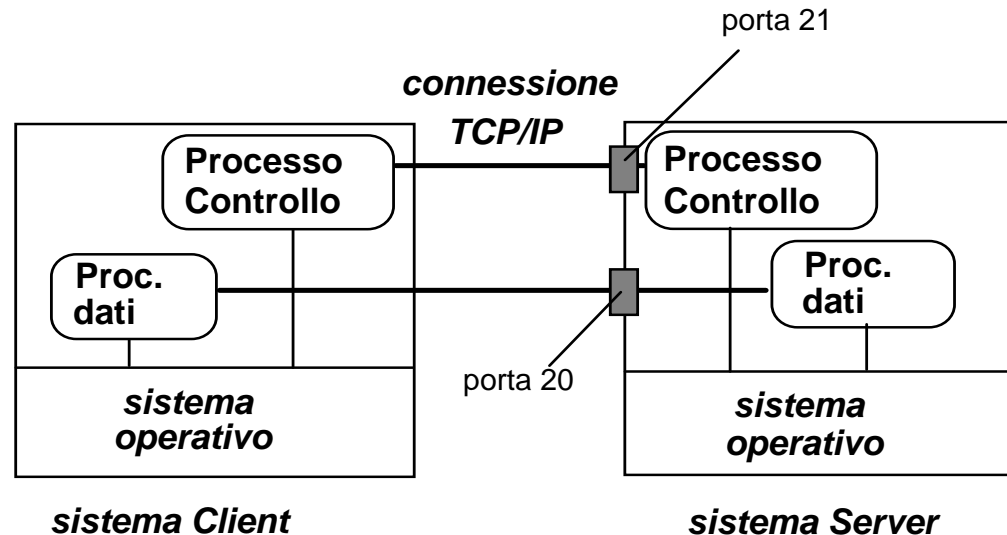 porta 21
connessione
TCP/IP
Processo
Controllo
Processo
Controllo
Proc.
dati
Proc.
dati
porta 20
sistema
operativo
sistema
operativo
sistema Client
sistema Server